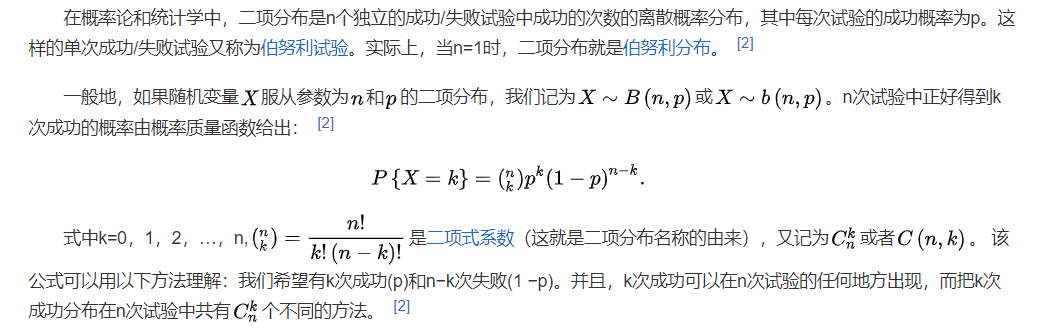 在概率论和统计学中，二项分布是n个独立的成功/失败试验中成功的次数的离散概率分布，其中每次试验的成功概率为p。这
样的单次成功/失败试验又称为伯努利试验。实际上，当n=1时，二项分布就是伯努利分布。 [2]
一般地，如果随机变量 X 服从参数为 n 和 p 的二项分布，我们记为 X ∼ B (n, p) 或 X ∼ b (n, p) 。n次试验中正好得到k
次成功的概率由概率质量函数给出： [2]
P {X = k} = (n k) p^k (1 − p)^{n−k}.
式中k=0，1，2，…，n, (n k) = n! / k! (n − k)! 是二项式系数（这就是二项分布名称的由来），又记为 C_n^k 或者 C (n, k) 。 该
公式可以用以下方法理解：我们希望有k次成功(p)和n−k次失败(1 −p)。并且，k次成功可以在n次试验的任何地方出现，而把k次
成功分布在n次试验中共有 C_n^k 个不同的方法。 [2]